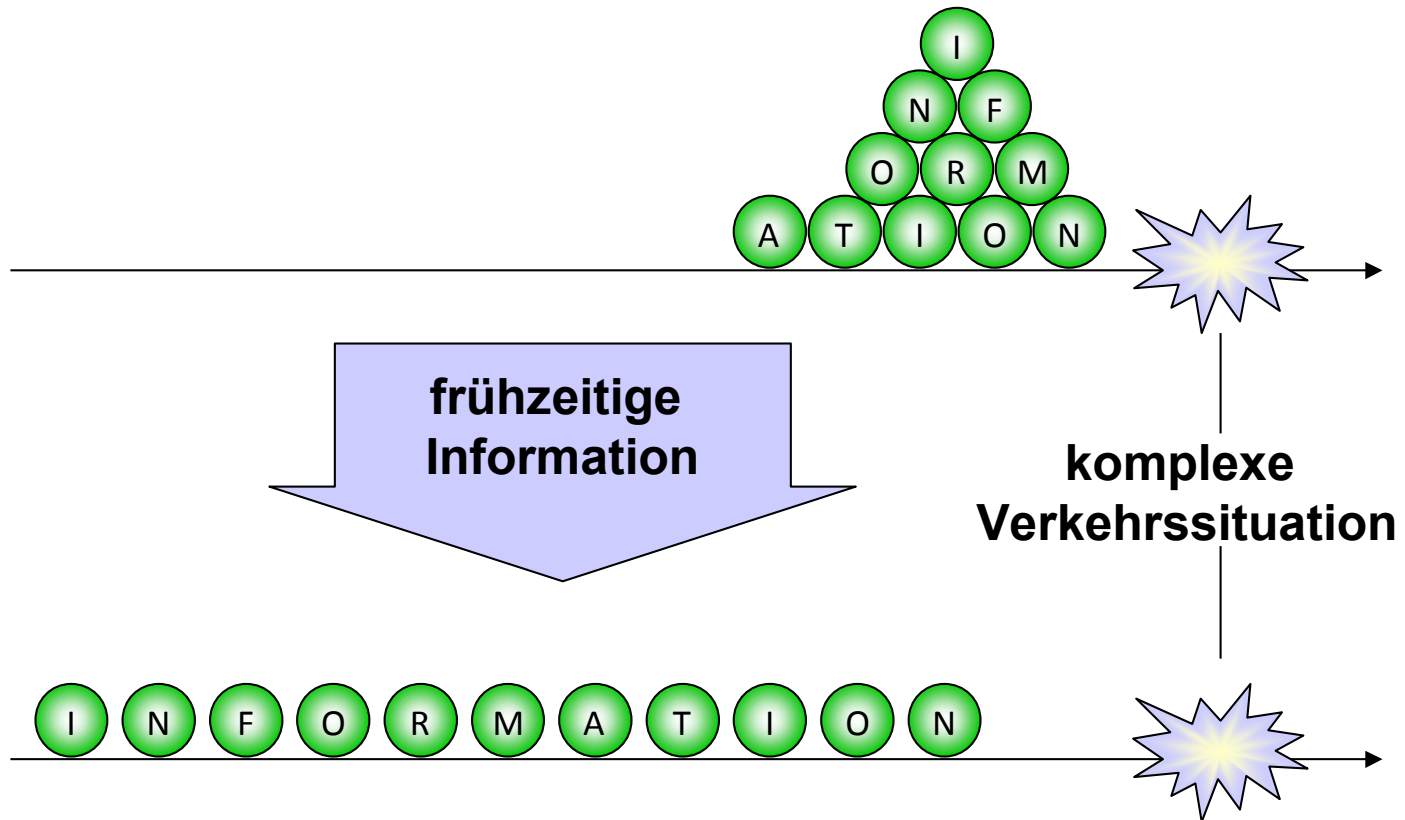 I
N F
O R M
A T I O N
frühzeitige
Information
komplexe
Verkehrssituation
I N F O R M A T I O N